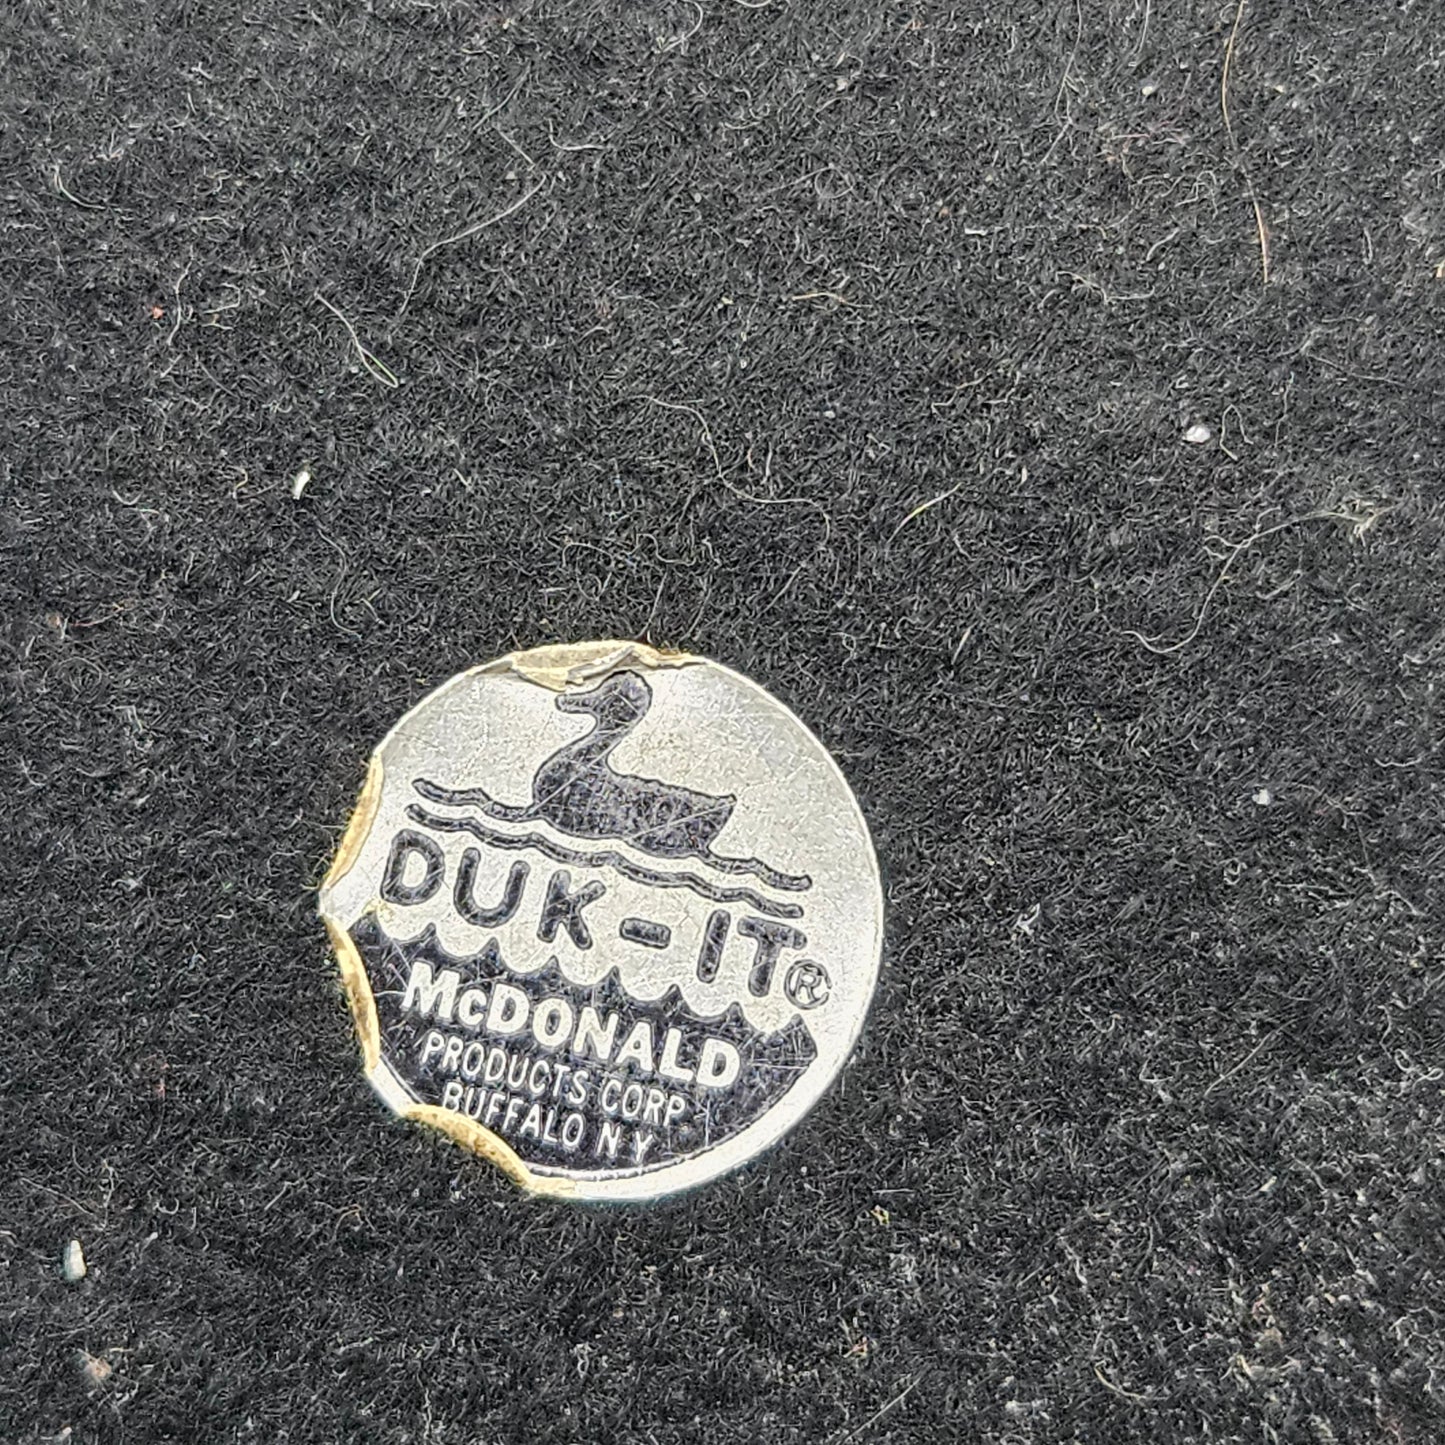 DUK-IT®
McDONALD
PRODUCTS CORP
BUFFALO N Y